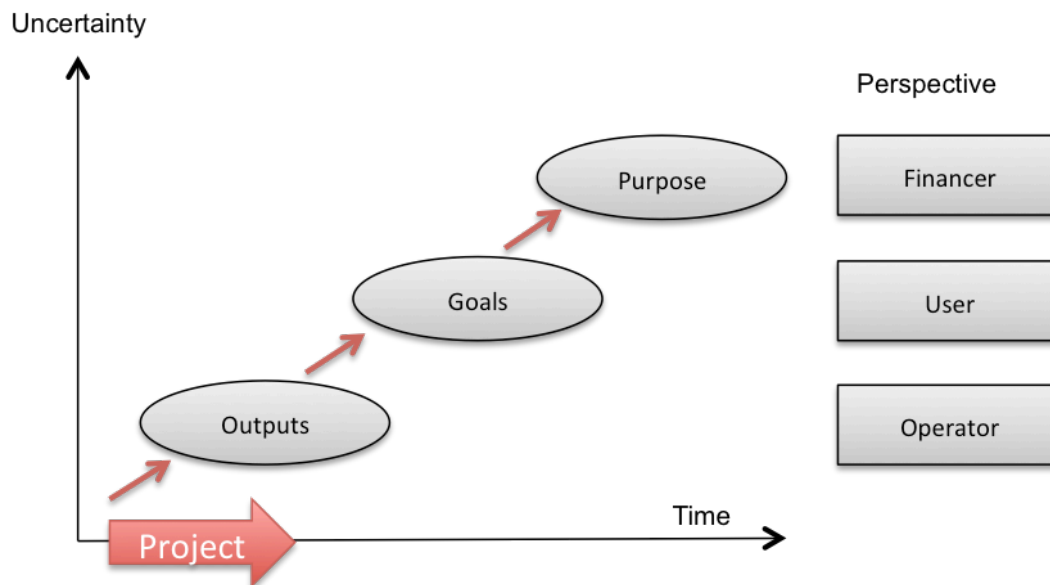 Uncertainty
Perspective
Purpose
Financer
Goals
User
Outputs
Operator
Time
Project